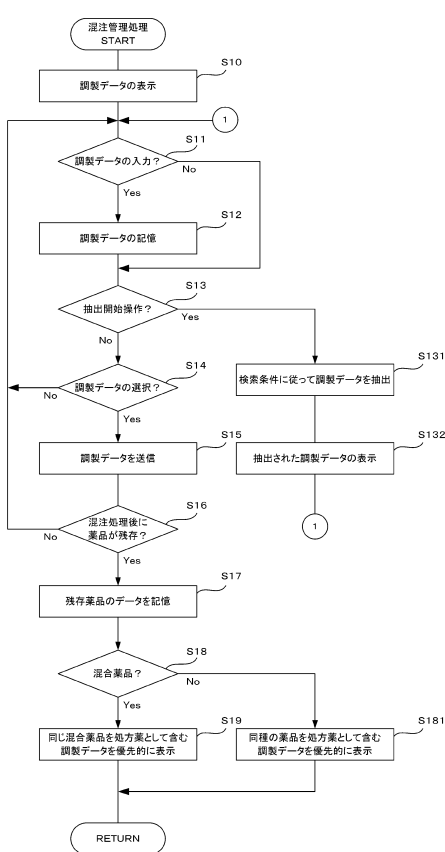 混注管理処理
START
S10
調製データの表示
1
S11
調製データの入力？
No
Yes
S12
調製データの記憶
S13
抽出開始操作？
Yes
No
S131
検索条件に従って調製データを抽出
S14
調製データの選択？
No
Yes
S15
調製データを送信
S132
抽出された調製データの表示
S16
混注処理後に
薬品が残存？
No
Yes
1
S17
残存薬品のデータを記憶
S18
混合薬品？
No
Yes
S19
同じ混合薬品を処方薬として含む
調製データを優先的に表示
S181
同種の薬品を処方薬として含む
調製データを優先的に表示
RETURN